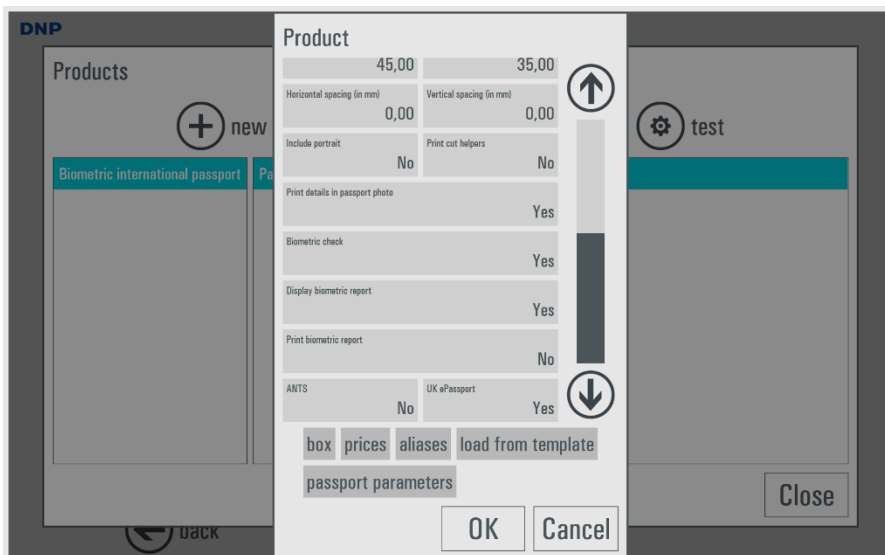 DNP
Products
new
test
Biometric international passport
Pa
Product
45,00 35,00
Horizontal spacing (in mm) Vertical spacing (in mm)
0,00 0,00
Include portrait Print cut helpers
No No
Print details in passport photo
Yes
Biometric check
Yes
Display biometric report
Yes
Print biometric report
No
ANTS UK ePassport
No Yes
box prices aliases load from template
passport parameters
OK Cancel
Close
back